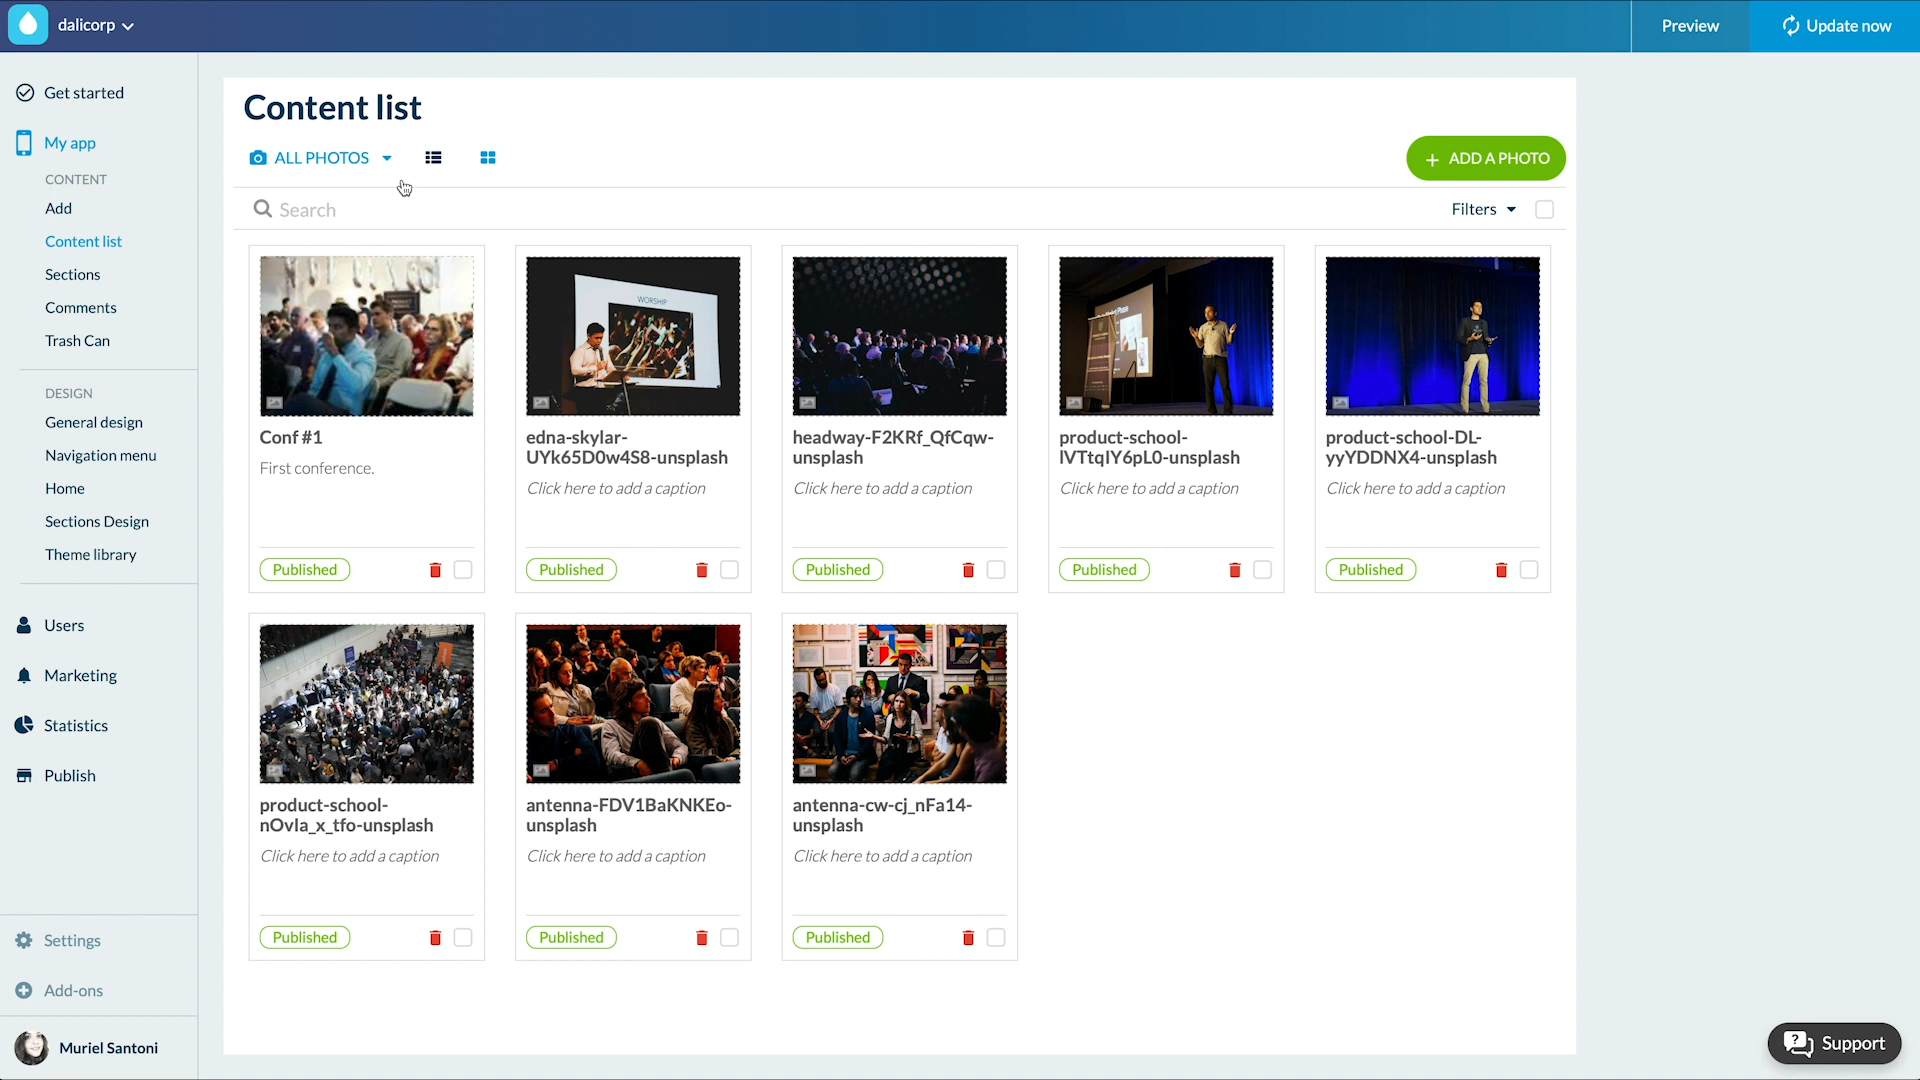 dalicorp
Preview
Update now
Get started
My app
CONTENT
Add
Content list
Sections
Comments
Trash Can
DESIGN
General design
Navigation menu
Home
Sections Design
Theme library
Users
Marketing
Statistics
Publish
Settings
Add-ons
Muriel Santoni
Content list
ALL PHOTOS
+ ADD A PHOTO
Search
Filters
Conf #1
First conference.
Published
WORSHIP
edna-skylar-
UYk65D0w4S8-unsplash
Click here to add a caption
Published
headway-F2KRf_QfCqw-
unsplash
Click here to add a caption
Published
product-school-
IVTtqlY6pL0-unsplash
Click here to add a caption
Published
product-school-DL-
yyYDDNX4-unsplash
Click here to add a caption
Published
product-school-
nOvIa_x_tfo-unsplash
Click here to add a caption
Published
antenna-FDV1BaKNKEo-
unsplash
Click here to add a caption
Published
antenna-cw-cj_nFa14-
unsplash
Click here to add a caption
Published
Support